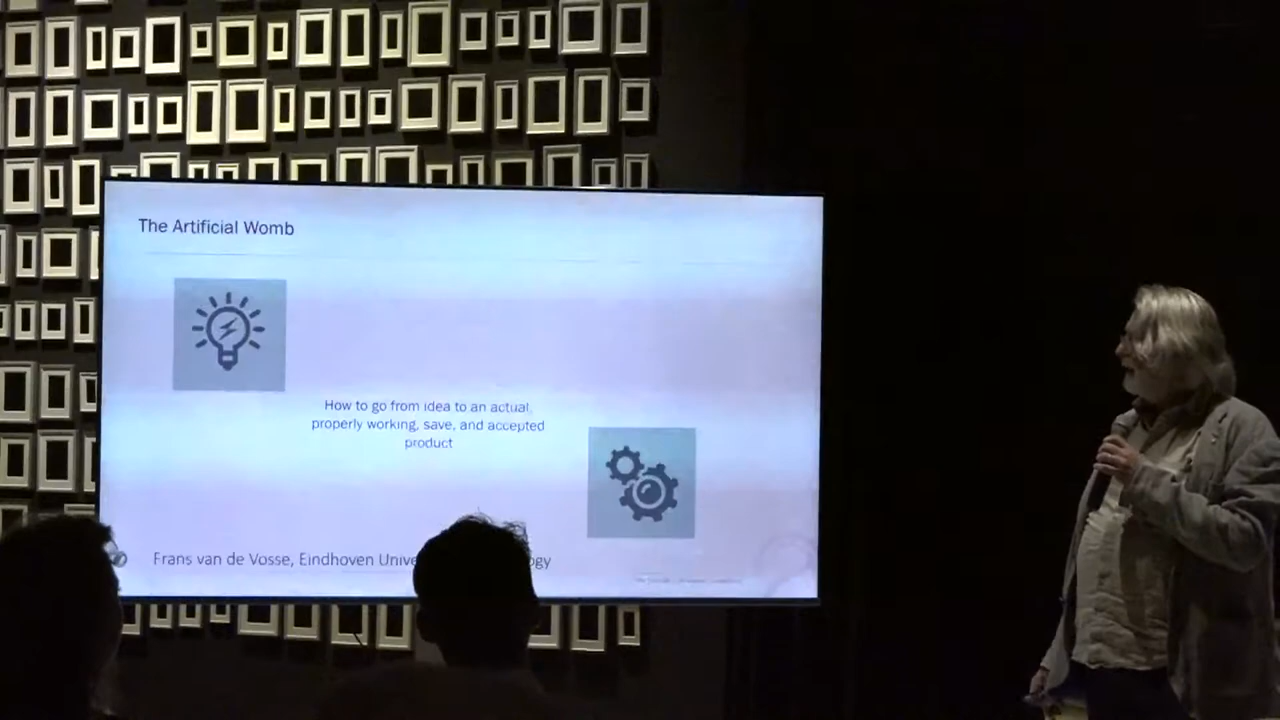 The Artificial Womb
How to go from idea to an actual,
properly working, save, and accepted
product
Frans van de Vosse, Eindhoven Unive ogy